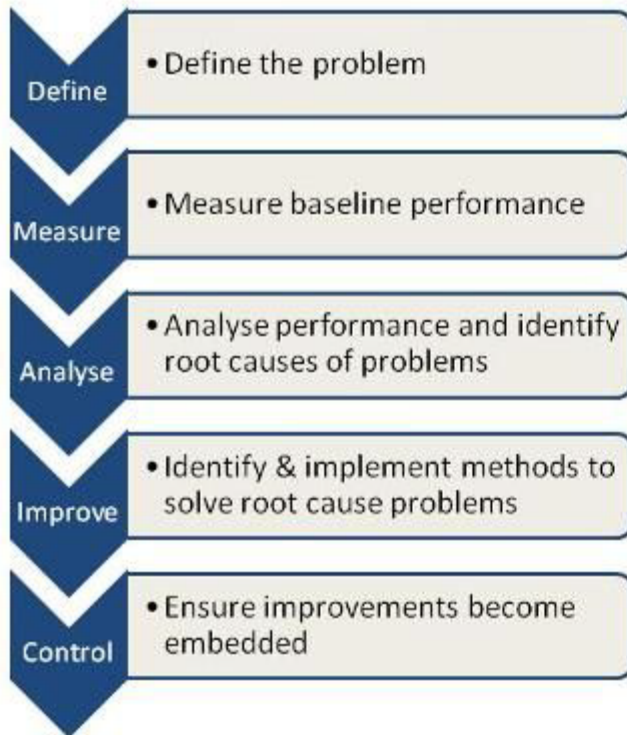 Define
• Define the problem
Measure
• Measure baseline performance
Analyse
• Analyse performance and identify
root causes of problems
Improve
• Identify & implement methods to
solve root cause problems
Control
• Ensure improvements become
embedded